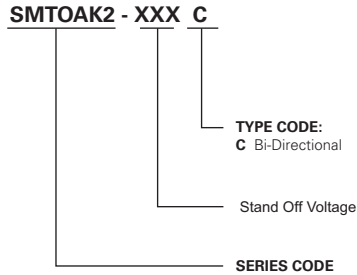 SMTOAK2 - XXX C
TYPE CODE:
C Bi-Directional
Stand Off Voltage
SERIES CODE